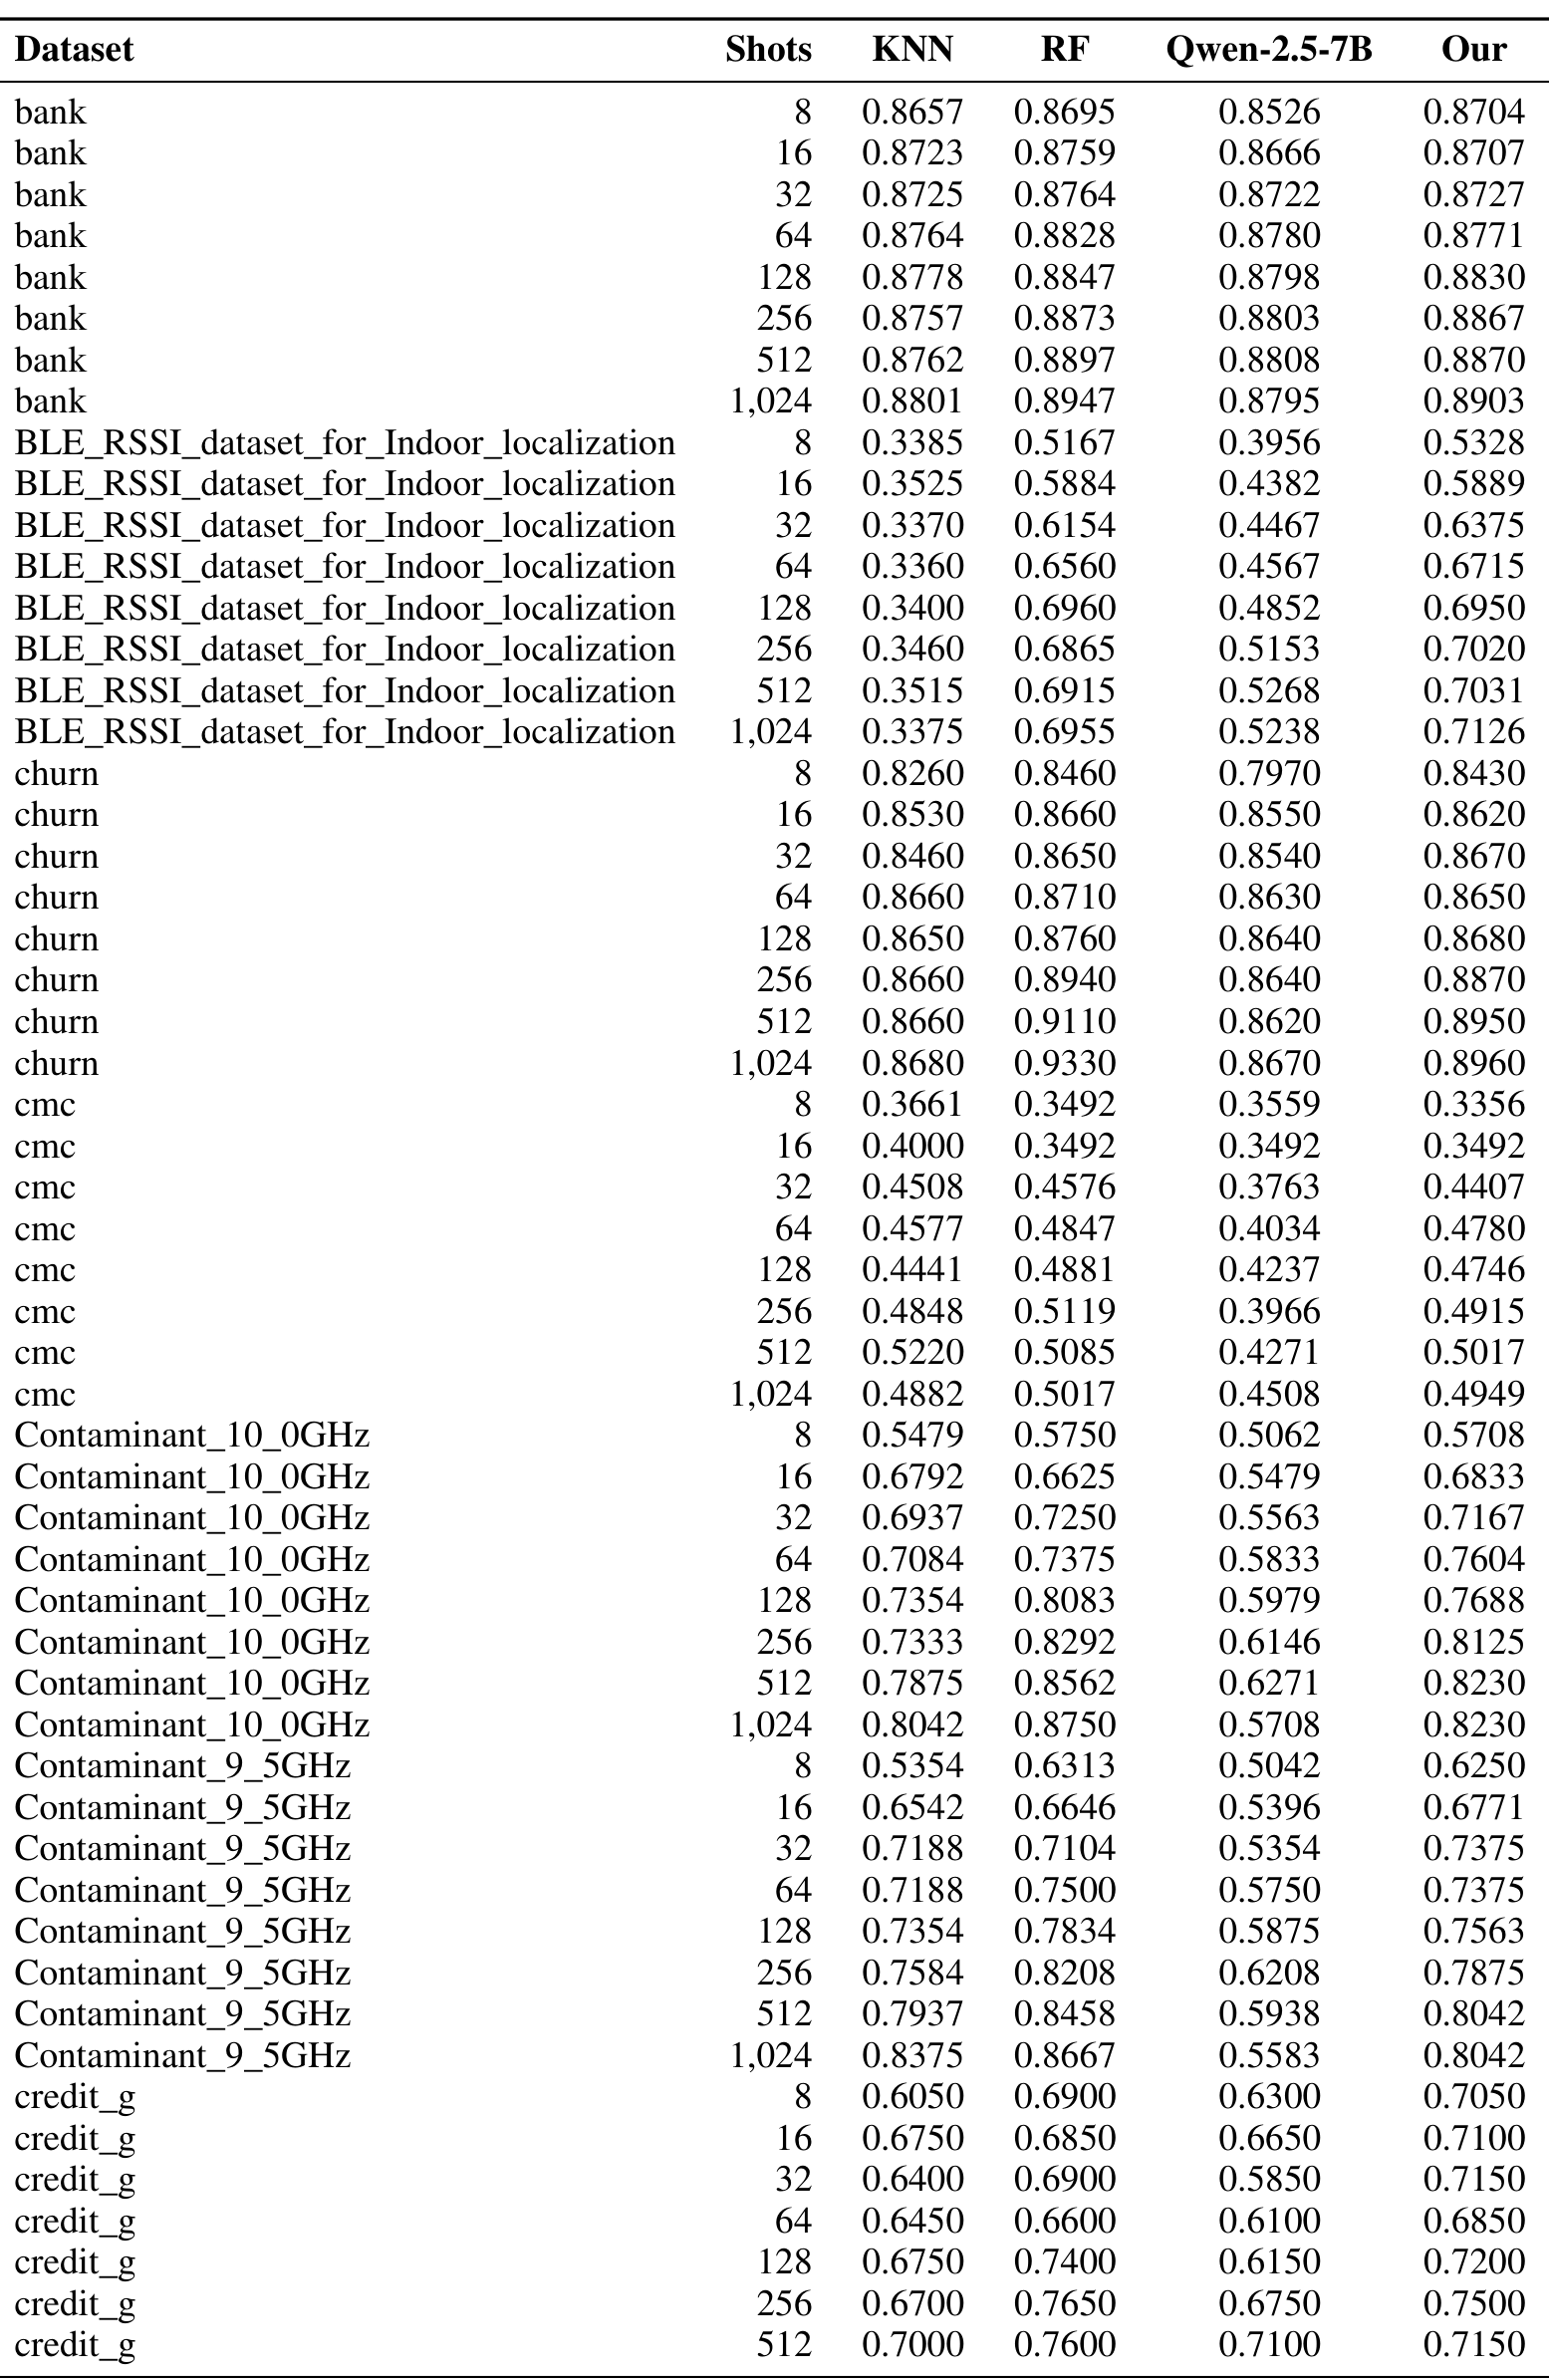 Dataset Shots KNN RF Qwen-2.5-7B Our
bank 8 0.8657 0.8695 0.8526 0.8704
bank 16 0.8723 0.8759 0.8666 0.8707
bank 32 0.8725 0.8764 0.8722 0.8727
bank 64 0.8764 0.8828 0.8780 0.8771
bank 128 0.8778 0.8847 0.8798 0.8830
bank 256 0.8757 0.8873 0.8803 0.8867
bank 512 0.8762 0.8897 0.8808 0.8870
bank 1,024 0.8801 0.8947 0.8795 0.8903
BLE_RSSI_dataset_for_Indoor_localization 8 0.3385 0.5167 0.3956 0.5328
BLE_RSSI_dataset_for_Indoor_localization 16 0.3525 0.5884 0.4382 0.5889
BLE_RSSI_dataset_for_Indoor_localization 32 0.3370 0.6154 0.4467 0.6375
BLE_RSSI_dataset_for_Indoor_localization 64 0.3360 0.6560 0.4567 0.6715
BLE_RSSI_dataset_for_Indoor_localization 128 0.3400 0.6960 0.4852 0.6950
BLE_RSSI_dataset_for_Indoor_localization 256 0.3460 0.6865 0.5153 0.7020
BLE_RSSI_dataset_for_Indoor_localization 512 0.3515 0.6915 0.5268 0.7031
BLE_RSSI_dataset_for_Indoor_localization 1,024 0.3375 0.6955 0.5238 0.7126
churn 8 0.8260 0.8460 0.7970 0.8430
churn 16 0.8530 0.8660 0.8550 0.8620
churn 32 0.8460 0.8650 0.8540 0.8670
churn 64 0.8660 0.8710 0.8630 0.8650
churn 128 0.8650 0.8760 0.8640 0.8680
churn 256 0.8660 0.8940 0.8640 0.8870
churn 512 0.8660 0.9110 0.8620 0.8950
churn 1,024 0.8680 0.9330 0.8670 0.8960
cmc 8 0.3661 0.3492 0.3559 0.3356
cmc 16 0.4000 0.3492 0.3492 0.3492
cmc 32 0.4508 0.4576 0.3763 0.4407
cmc 64 0.4577 0.4847 0.4034 0.4780
cmc 128 0.4441 0.4881 0.4237 0.4746
cmc 256 0.4848 0.5119 0.3966 0.4915
cmc 512 0.5220 0.5085 0.4271 0.5017
cmc 1,024 0.4882 0.5017 0.4508 0.4949
Contaminant_10_0GHz 8 0.5479 0.5750 0.5062 0.5708
Contaminant_10_0GHz 16 0.6792 0.6625 0.5479 0.6833
Contaminant_10_0GHz 32 0.6937 0.7250 0.5563 0.7167
Contaminant_10_0GHz 64 0.7084 0.7375 0.5833 0.7604
Contaminant_10_0GHz 128 0.7354 0.8083 0.5979 0.7688
Contaminant_10_0GHz 256 0.7333 0.8292 0.6146 0.8125
Contaminant_10_0GHz 512 0.7875 0.8562 0.6271 0.8230
Contaminant_10_0GHz 1,024 0.8042 0.8750 0.5708 0.8230
Contaminant_9_5GHz 8 0.5354 0.6313 0.5042 0.6250
Contaminant_9_5GHz 16 0.6542 0.6646 0.5396 0.6771
Contaminant_9_5GHz 32 0.7188 0.7104 0.5354 0.7375
Contaminant_9_5GHz 64 0.7188 0.7500 0.5750 0.7375
Contaminant_9_5GHz 128 0.7354 0.7834 0.5875 0.7563
Contaminant_9_5GHz 256 0.7584 0.8208 0.6208 0.7875
Contaminant_9_5GHz 512 0.7937 0.8458 0.5938 0.8042
Contaminant_9_5GHz 1,024 0.8375 0.8667 0.5583 0.8042
credit_g 8 0.6050 0.6900 0.6300 0.7050
credit_g 16 0.6750 0.6850 0.6650 0.7100
credit_g 32 0.6400 0.6900 0.5850 0.7150
credit_g 64 0.6450 0.6600 0.6100 0.6850
credit_g 128 0.6750 0.7400 0.6150 0.7200
credit_g 256 0.6700 0.7650 0.6750 0.7500
credit_g 512 0.7000 0.7600 0.7100 0.7150